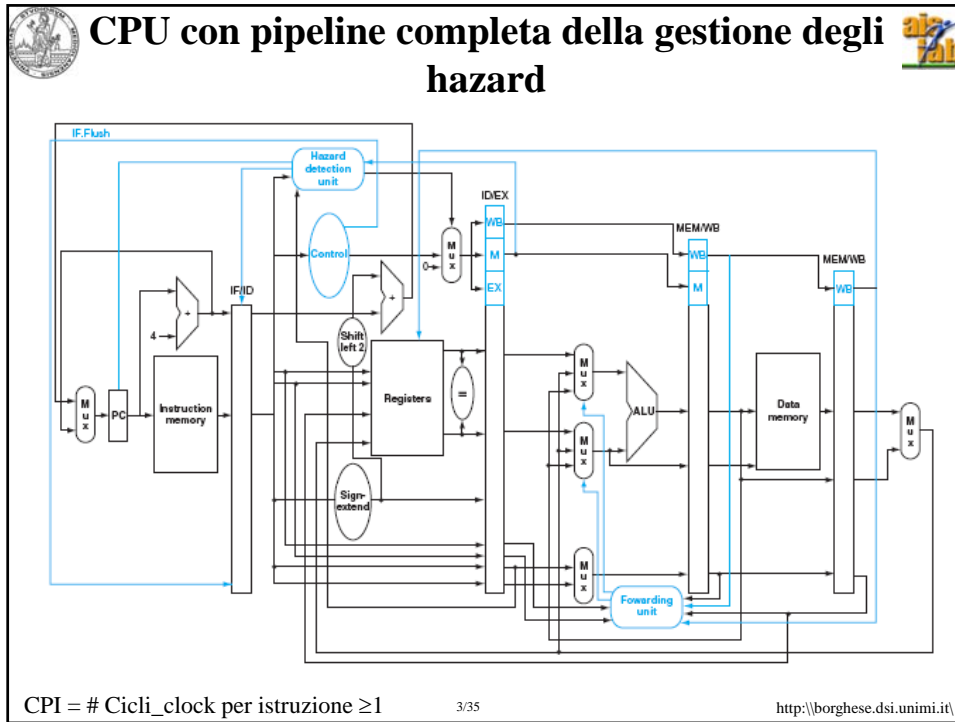 CPU con pipeline completa della gestione degli
hazard
IF.Flush
Hazard
detection
unit
ID/EX
WB
MEM/WB
Control
M
u
x
0
M
WB
MEM/WB
EX
M
WB
IF/ID
+
+
4
Shift
left 2
M
u
x
PC
Instruction
memory
Registers
=
M
u
x
ALU
M
u
x
Data
memory
M
u
x
Sign-
extend
M
u
x
Fowarding
unit
CPI = # Cicli_clock per istruzione ≥1
3/35
http:\\borghese.dsi.unimi.it\